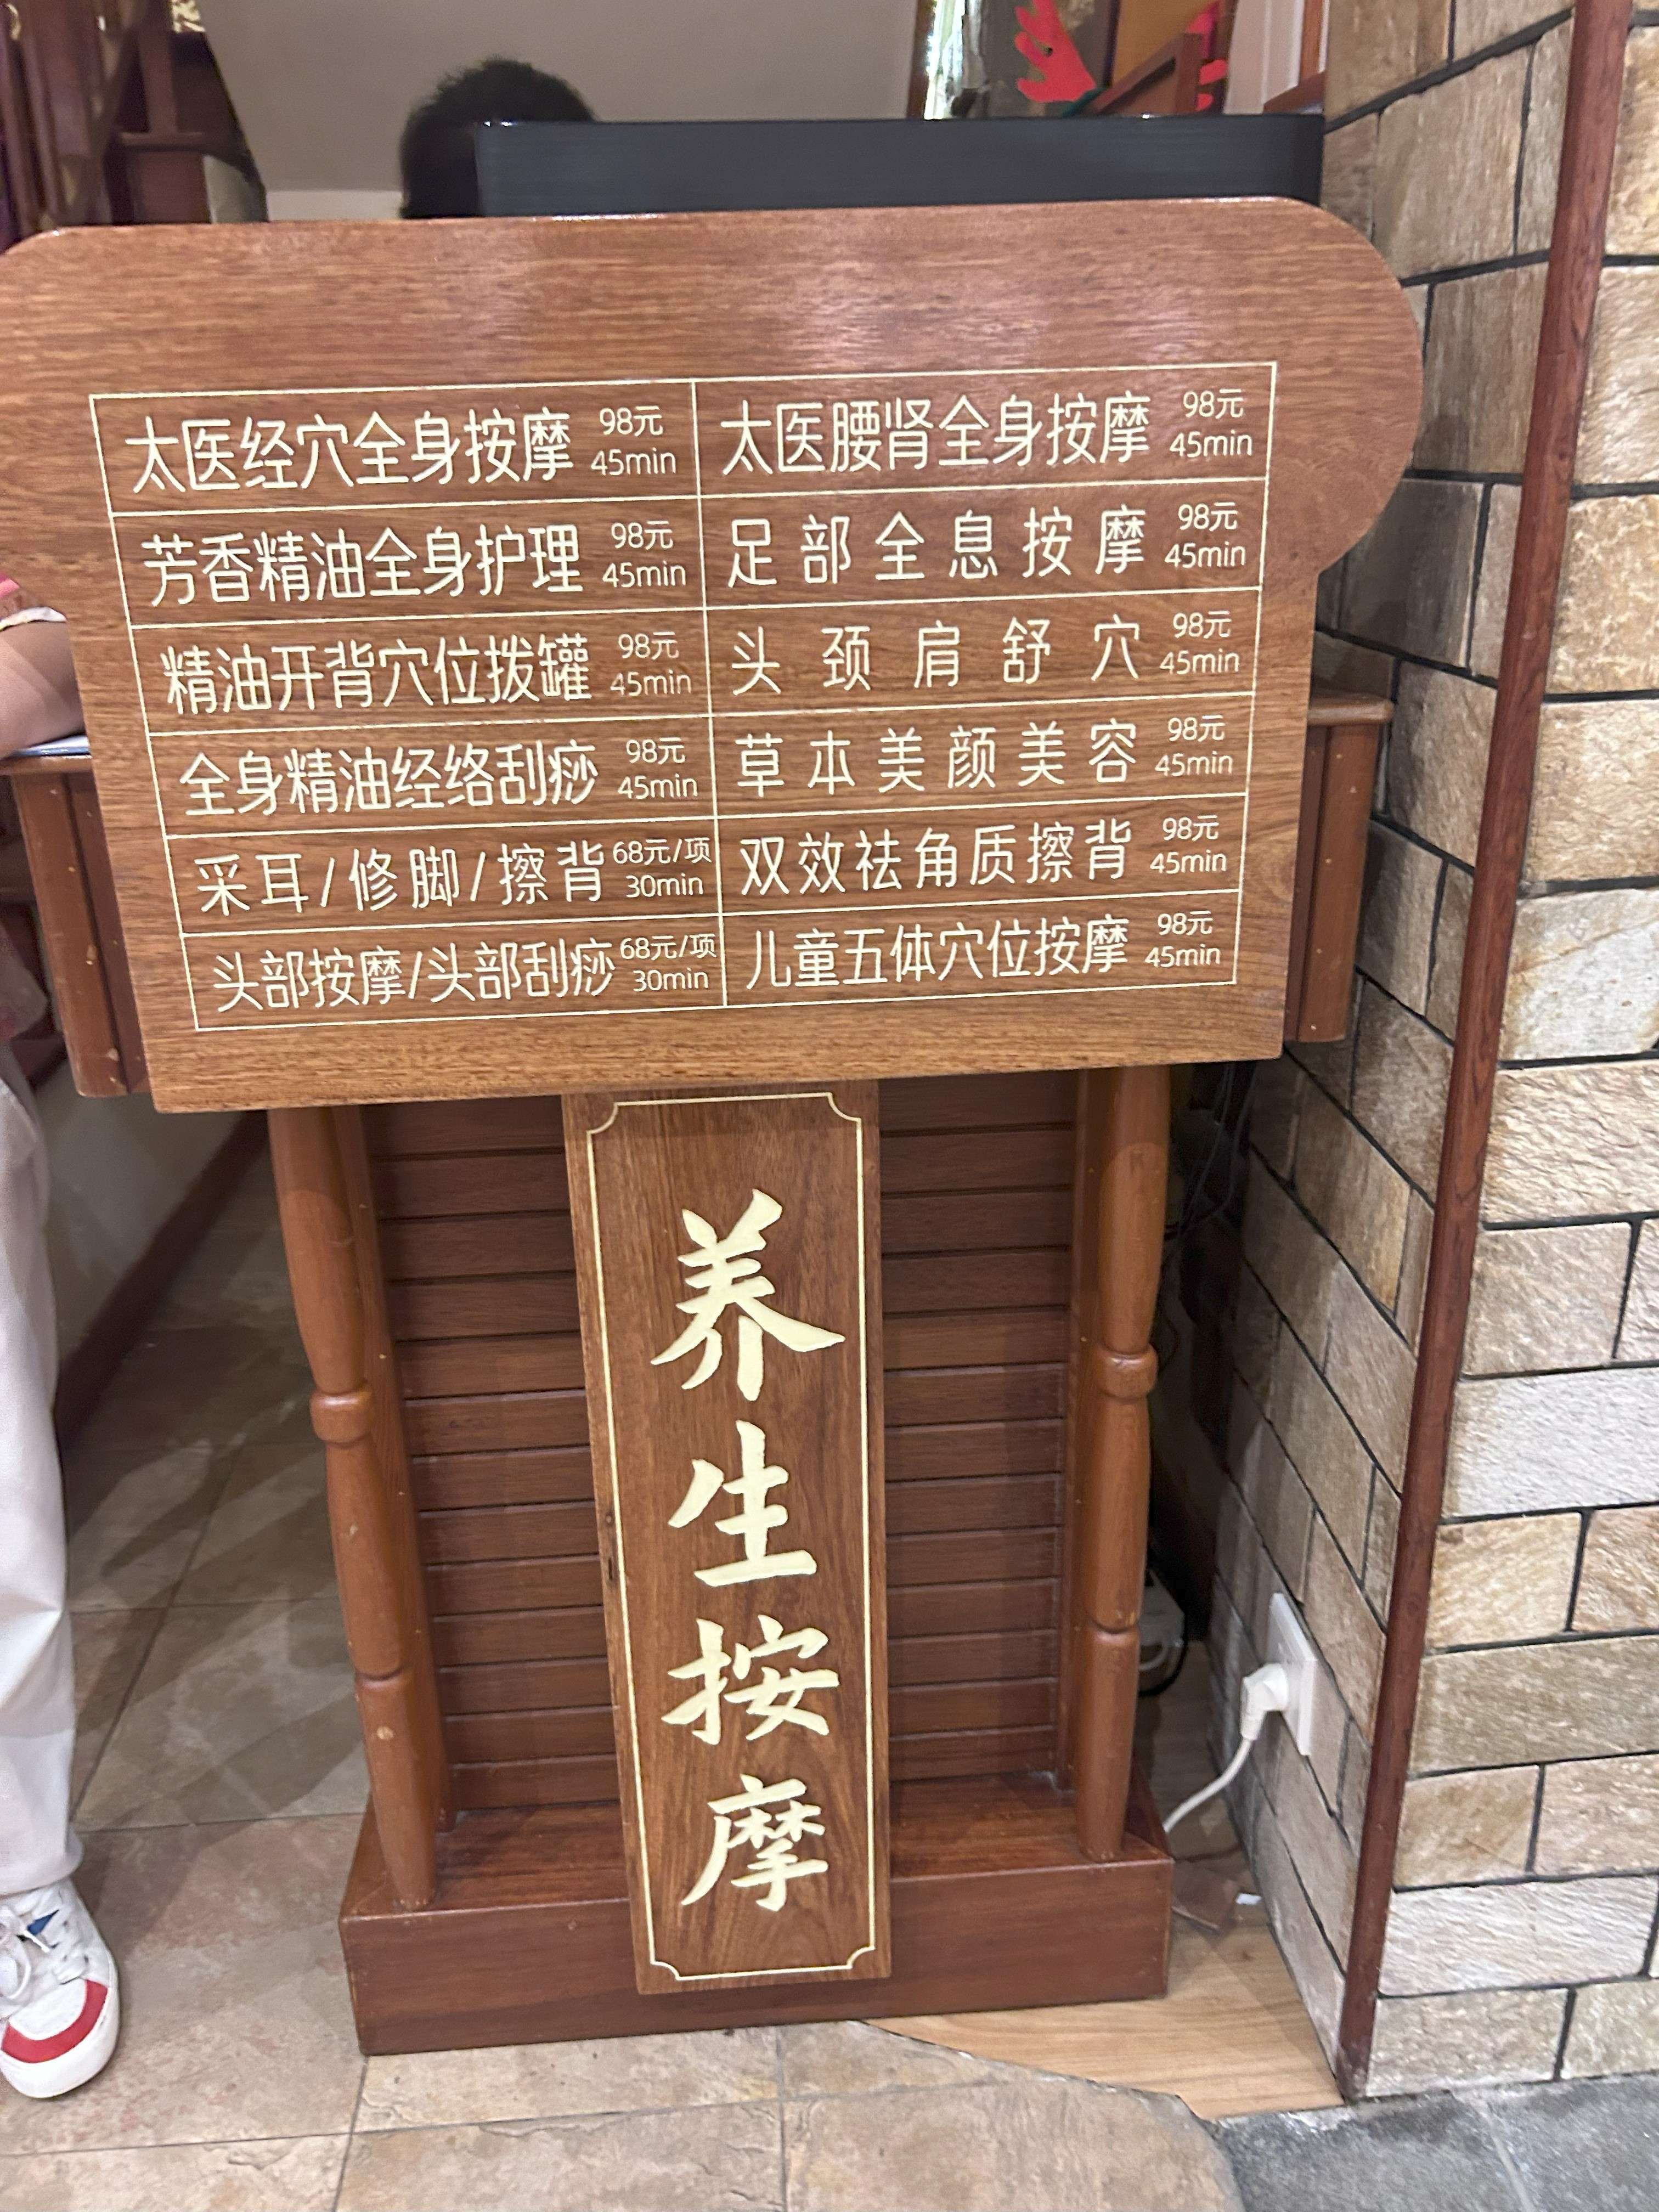 太医经穴全身按摩 98元 45min
太医腰肾全身按摩 98元 45min
芳香精油全身护理 98元 45min
足部全息按摩 98元 45min
精油开背穴位拨罐 98元 45min
头颈肩舒穴 98元 45min
全身精油经络刮痧 98元 45min
草本美颜美容 98元 45min
采耳/修脚/擦背 68元/项 30min
双效祛角质擦背 98元 45min
头部按摩/头部刮痧 68元/项 30min
儿童五体穴位按摩 98元 45min
养生按摩